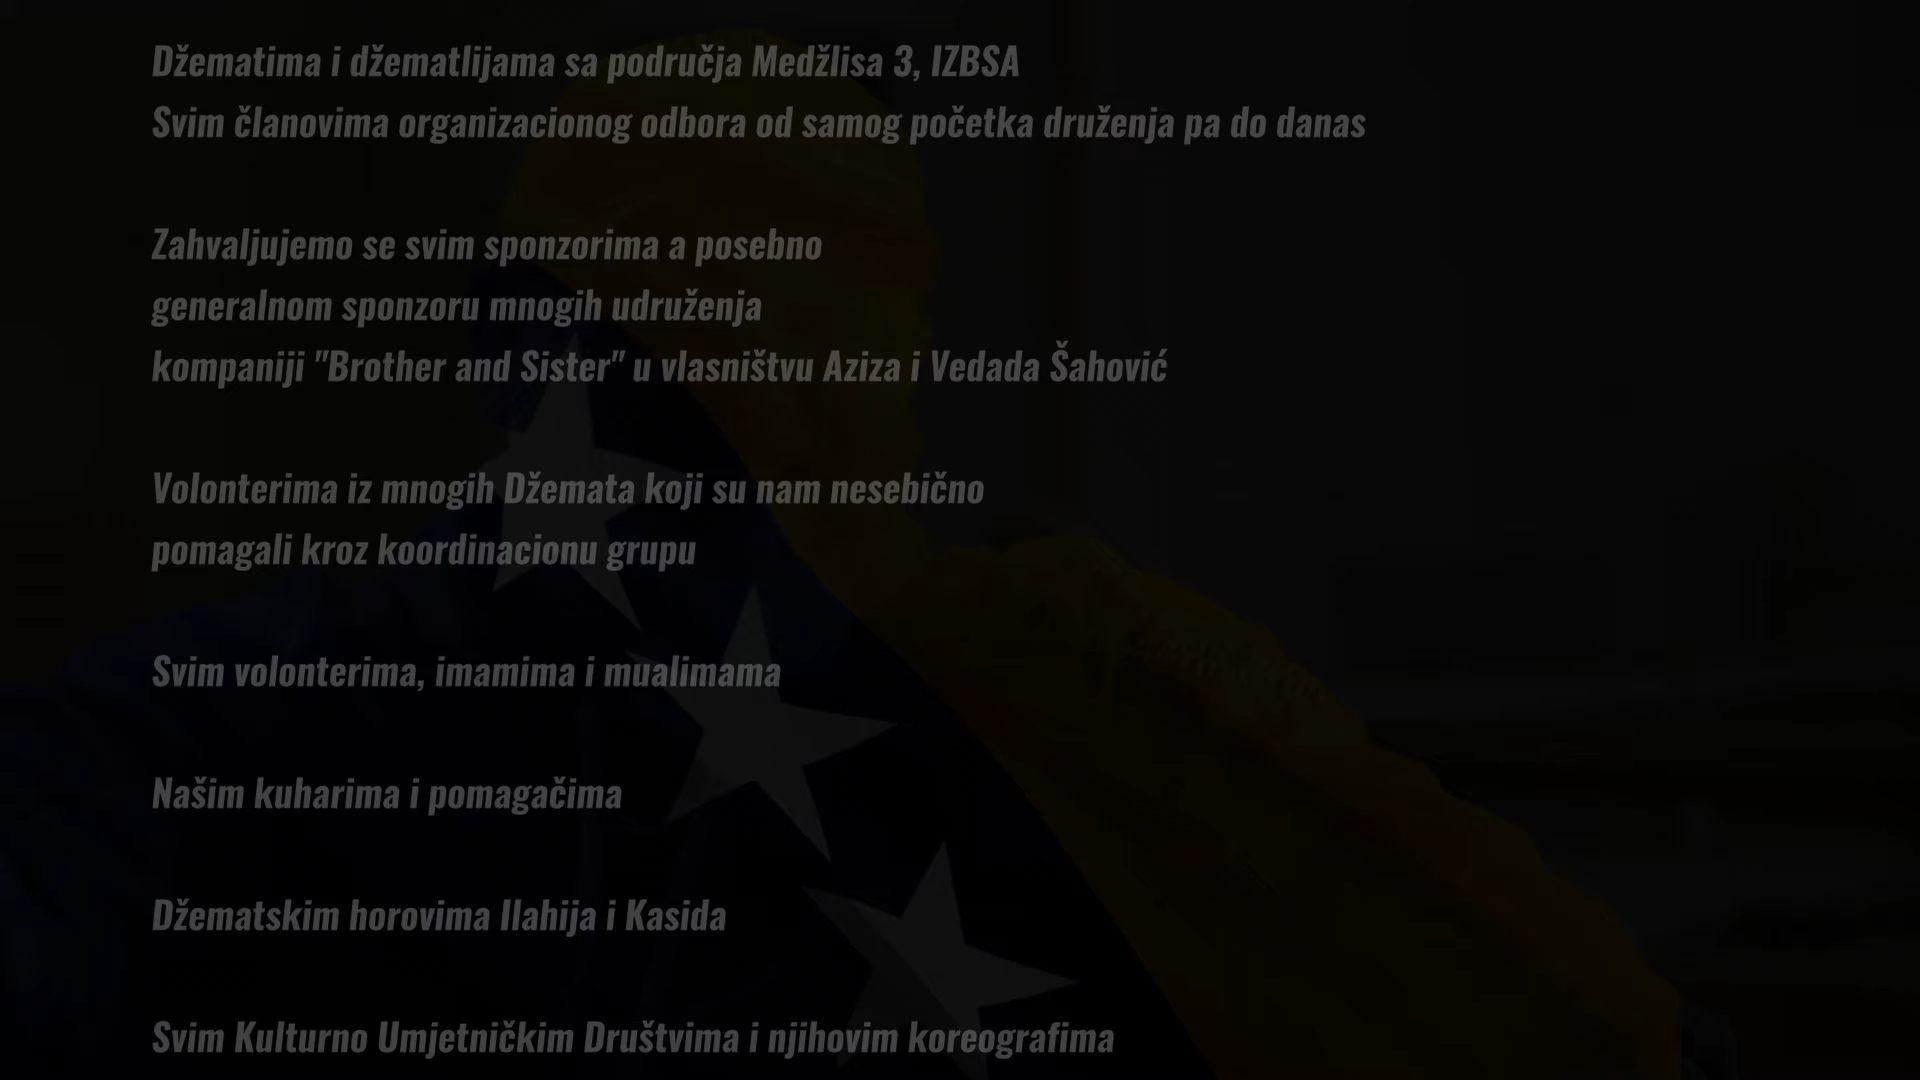 Džematima i džematlijama sa područja Medžlisa 3, IZBSA
Svim članovima organizacionog odbora od samog početka druženja pa do danas
Zahvaljujemo se svim sponzorima a posebno
generalnom sponzoru mnogih udruženja
kompaniji "Brother and Sister" u vlasništvu Aziza i Vedada Šahović
Volonterima iz mnogih Džemata koji su nam nesebično
pomagali kroz koordinacionu grupu
Svim volonterima, imamima i mualimama
Našim kuharima i pomagačima
Džematskim horovima Ilahija i Kasida
Svim Kulturno Umjetničkim Društvima i njihovim koreografima